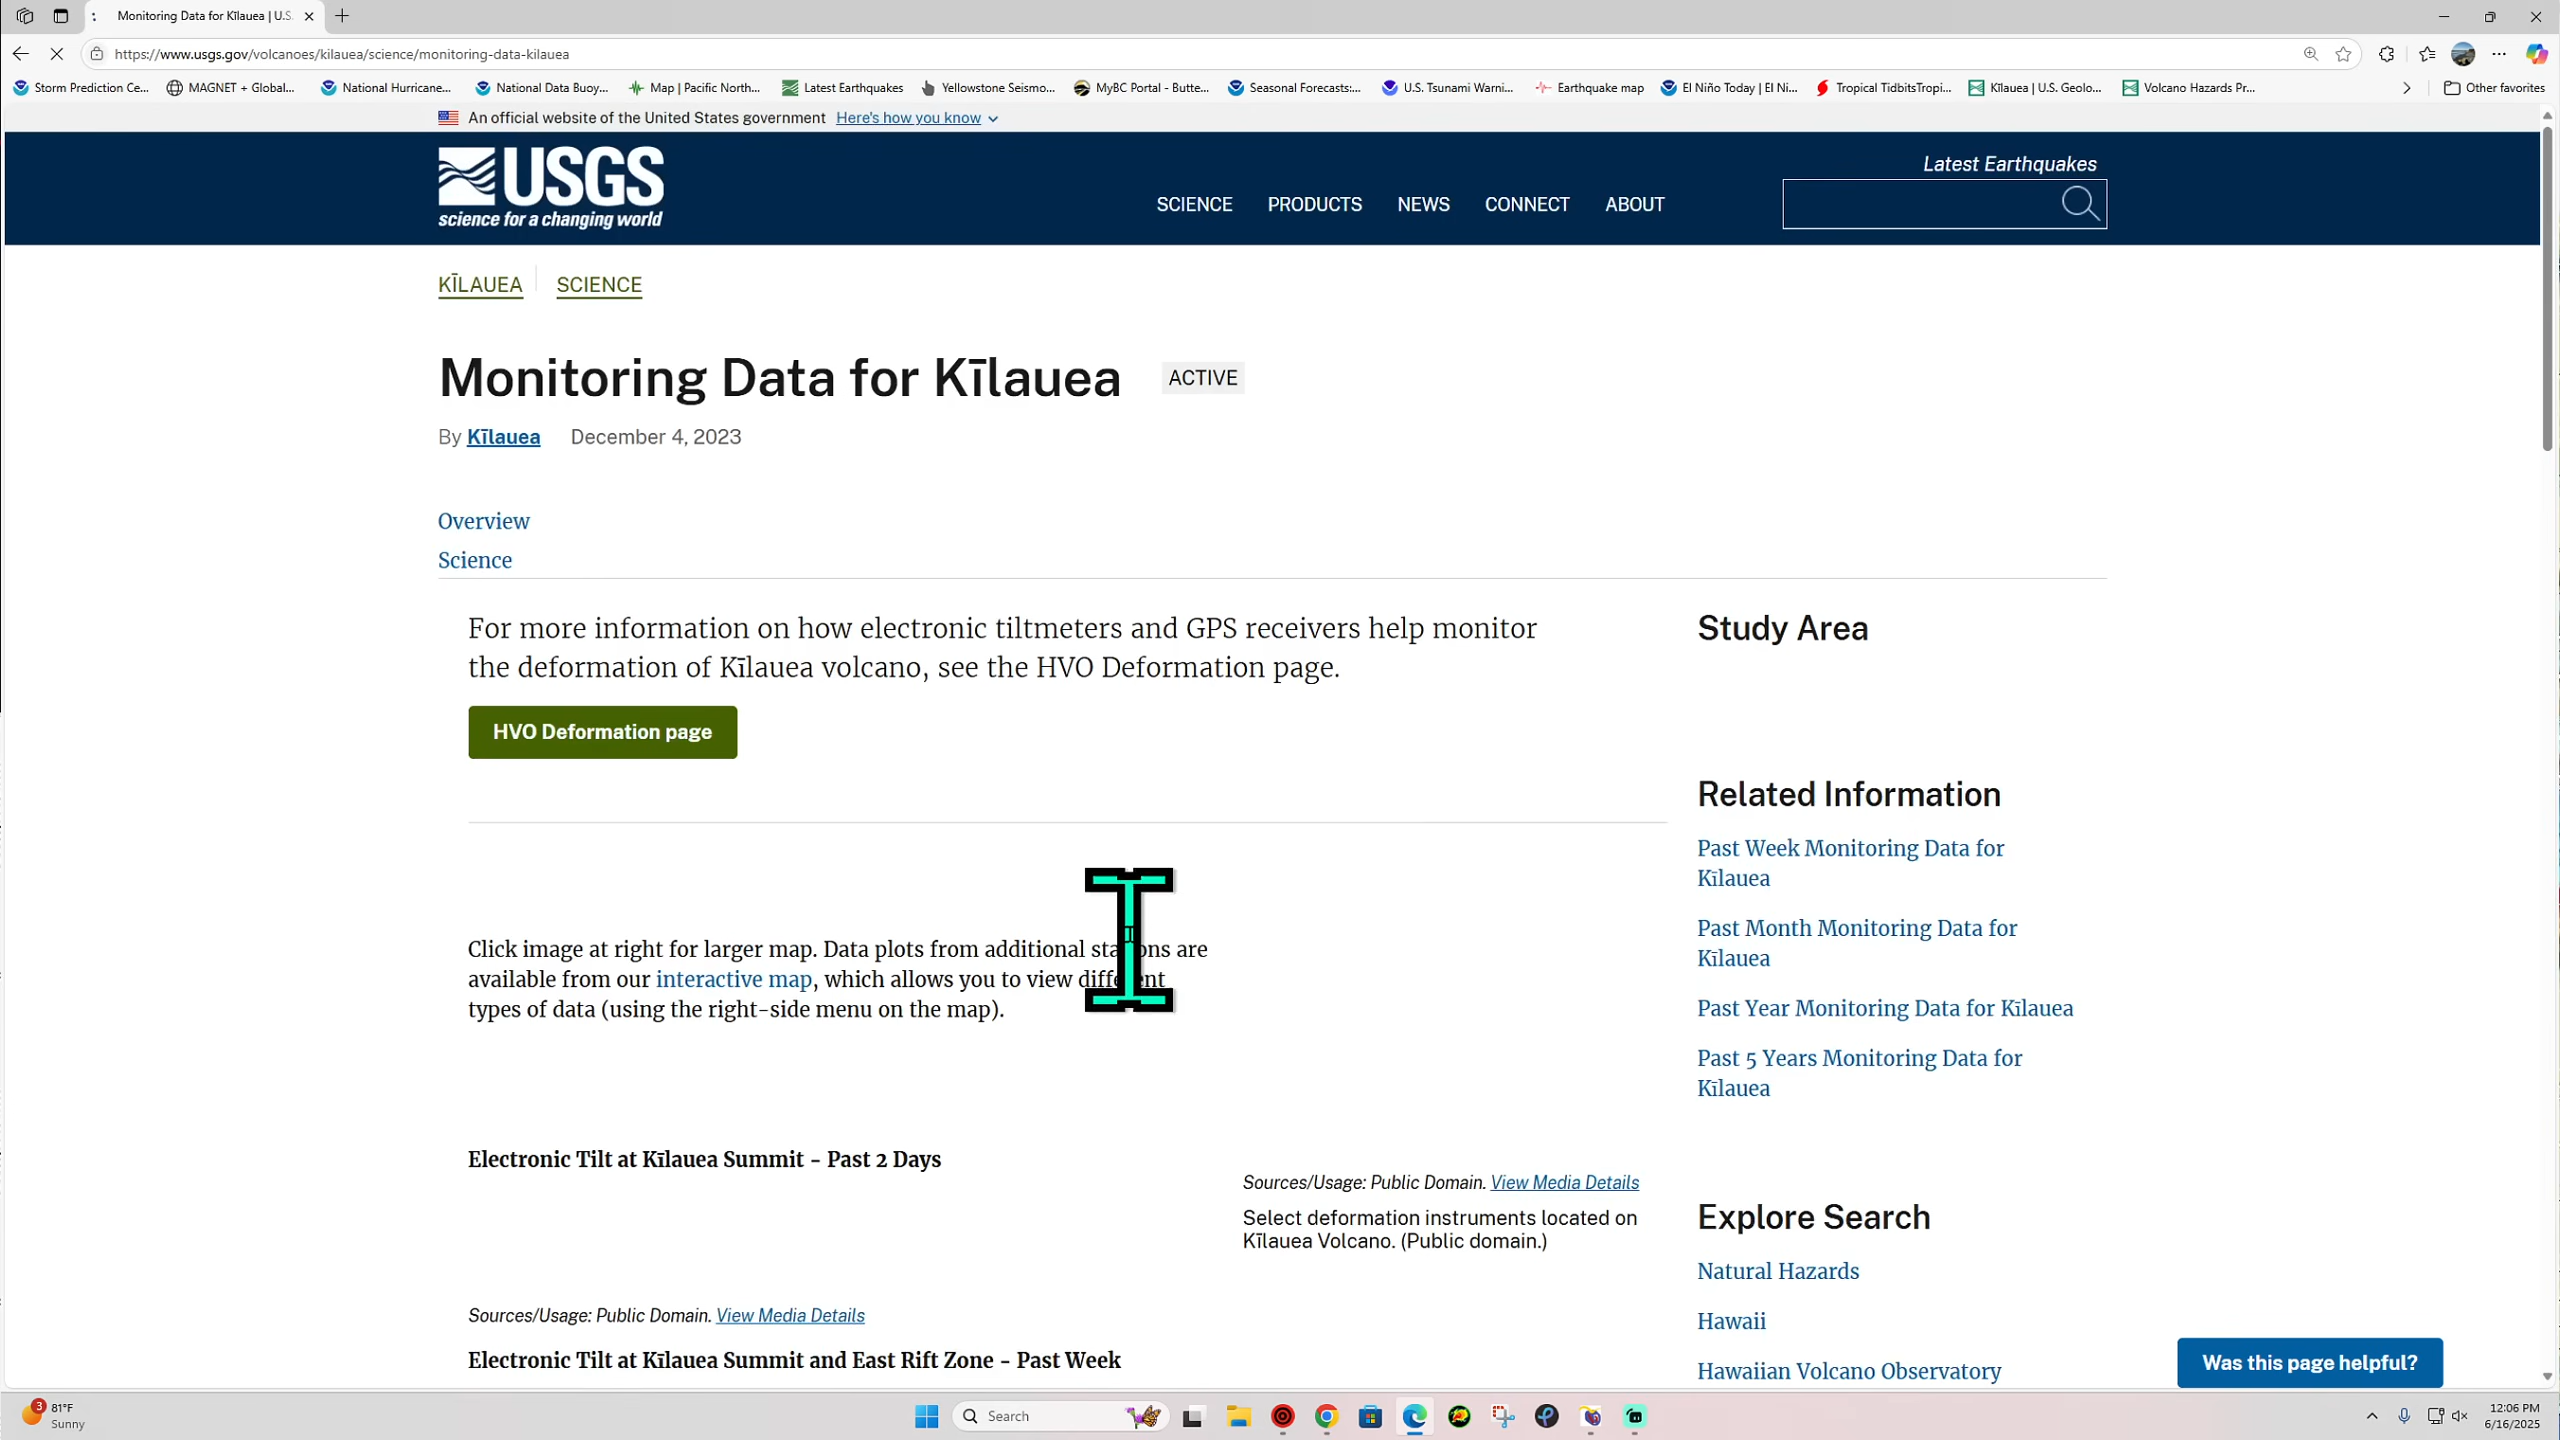 Monitoring Data for Kīlauea | U.S.
https://www.usgs.gov/volcanoes/kilauea/science/monitoring-data-kilauea
Storm Prediction Ce...
MAGNET + Global...
National Hurricane...
National Data Buoy...
Map | Pacific North...
Latest Earthquakes
Yellowstone Seismo...
MyBC Portal - Butte...
Seasonal Forecasts:...
U.S. Tsunami Warni...
Earthquake map
El Niño Today | El Ni...
Tropical TidbitsTropi...
Kīlauea | U.S. Geolo...
Volcano Hazards Pr...
Other favorites
An official website of the United States government Here's how you know
USGS
science for a changing world
SCIENCE PRODUCTS NEWS CONNECT ABOUT
Latest Earthquakes
KĪLAUEA SCIENCE
Monitoring Data for Kīlauea ACTIVE
By Kīlauea December 4, 2023
Overview
Science
For more information on how electronic tiltmeters and GPS receivers help monitor
the deformation of Kīlauea volcano, see the HVO Deformation page.
HVO Deformation page
Click image at right for larger map. Data plots from additional stations are
available from our interactive map, which allows you to view different
types of data (using the right-side menu on the map).
Electronic Tilt at Kīlauea Summit - Past 2 Days
Sources/Usage: Public Domain. View Media Details
Select deformation instruments located on
Kīlauea Volcano. (Public domain.)
Sources/Usage: Public Domain. View Media Details
Electronic Tilt at Kīlauea Summit and East Rift Zone - Past Week
Study Area
Related Information
Past Week Monitoring Data for
Kīlauea
Past Month Monitoring Data for
Kīlauea
Past Year Monitoring Data for Kīlauea
Past 5 Years Monitoring Data for
Kīlauea
Explore Search
Natural Hazards
Hawaii
Hawaiian Volcano Observatory
Was this page helpful?
3
81°F
Sunny
Search
12:06 PM
6/16/2025